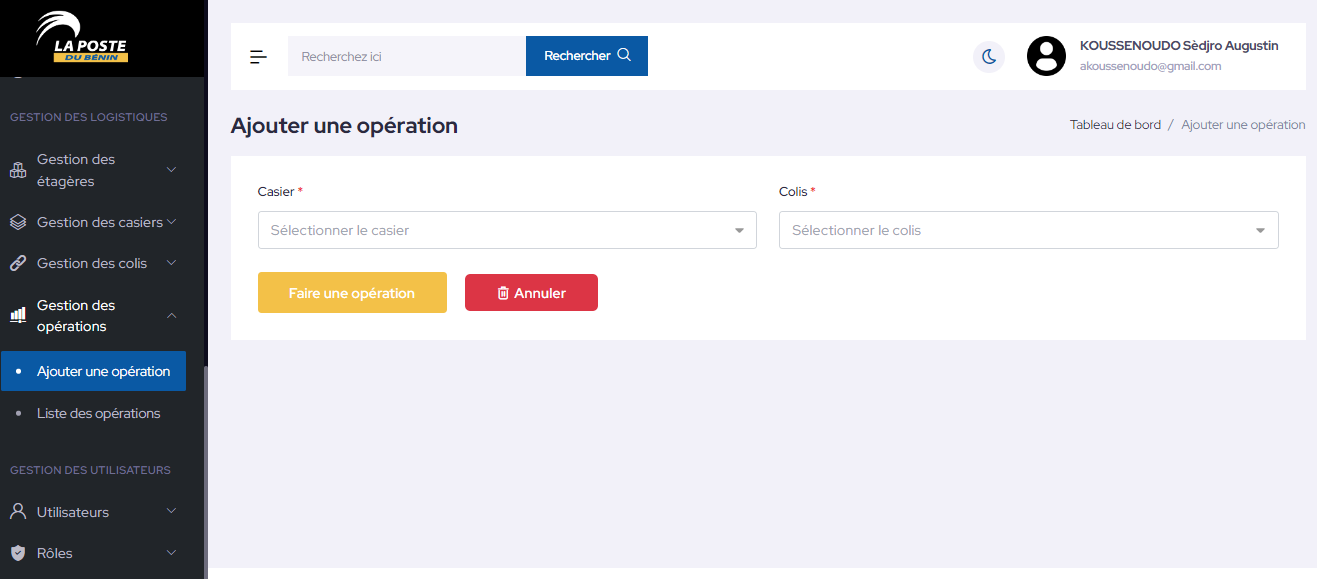 LA POSTE
DU BÉNIN
GESTION DES LOGISTIQUES
Gestion des
étagères
Gestion des casiers
Gestion des colis
Gestion des
opérations
Ajouter une opération
Liste des opérations
GESTION DES UTILISATEURS
Utilisateurs
Rôles
Recherchez ici
Rechercher
KOUSSENOUDO Sèdjro Augustin
akoussenoudo@gmail.com
Ajouter une opération
Tableau de bord / Ajouter une opération
Casier *
Sélectionner le casier
Colis *
Sélectionner le colis
Faire une opération
Annuler